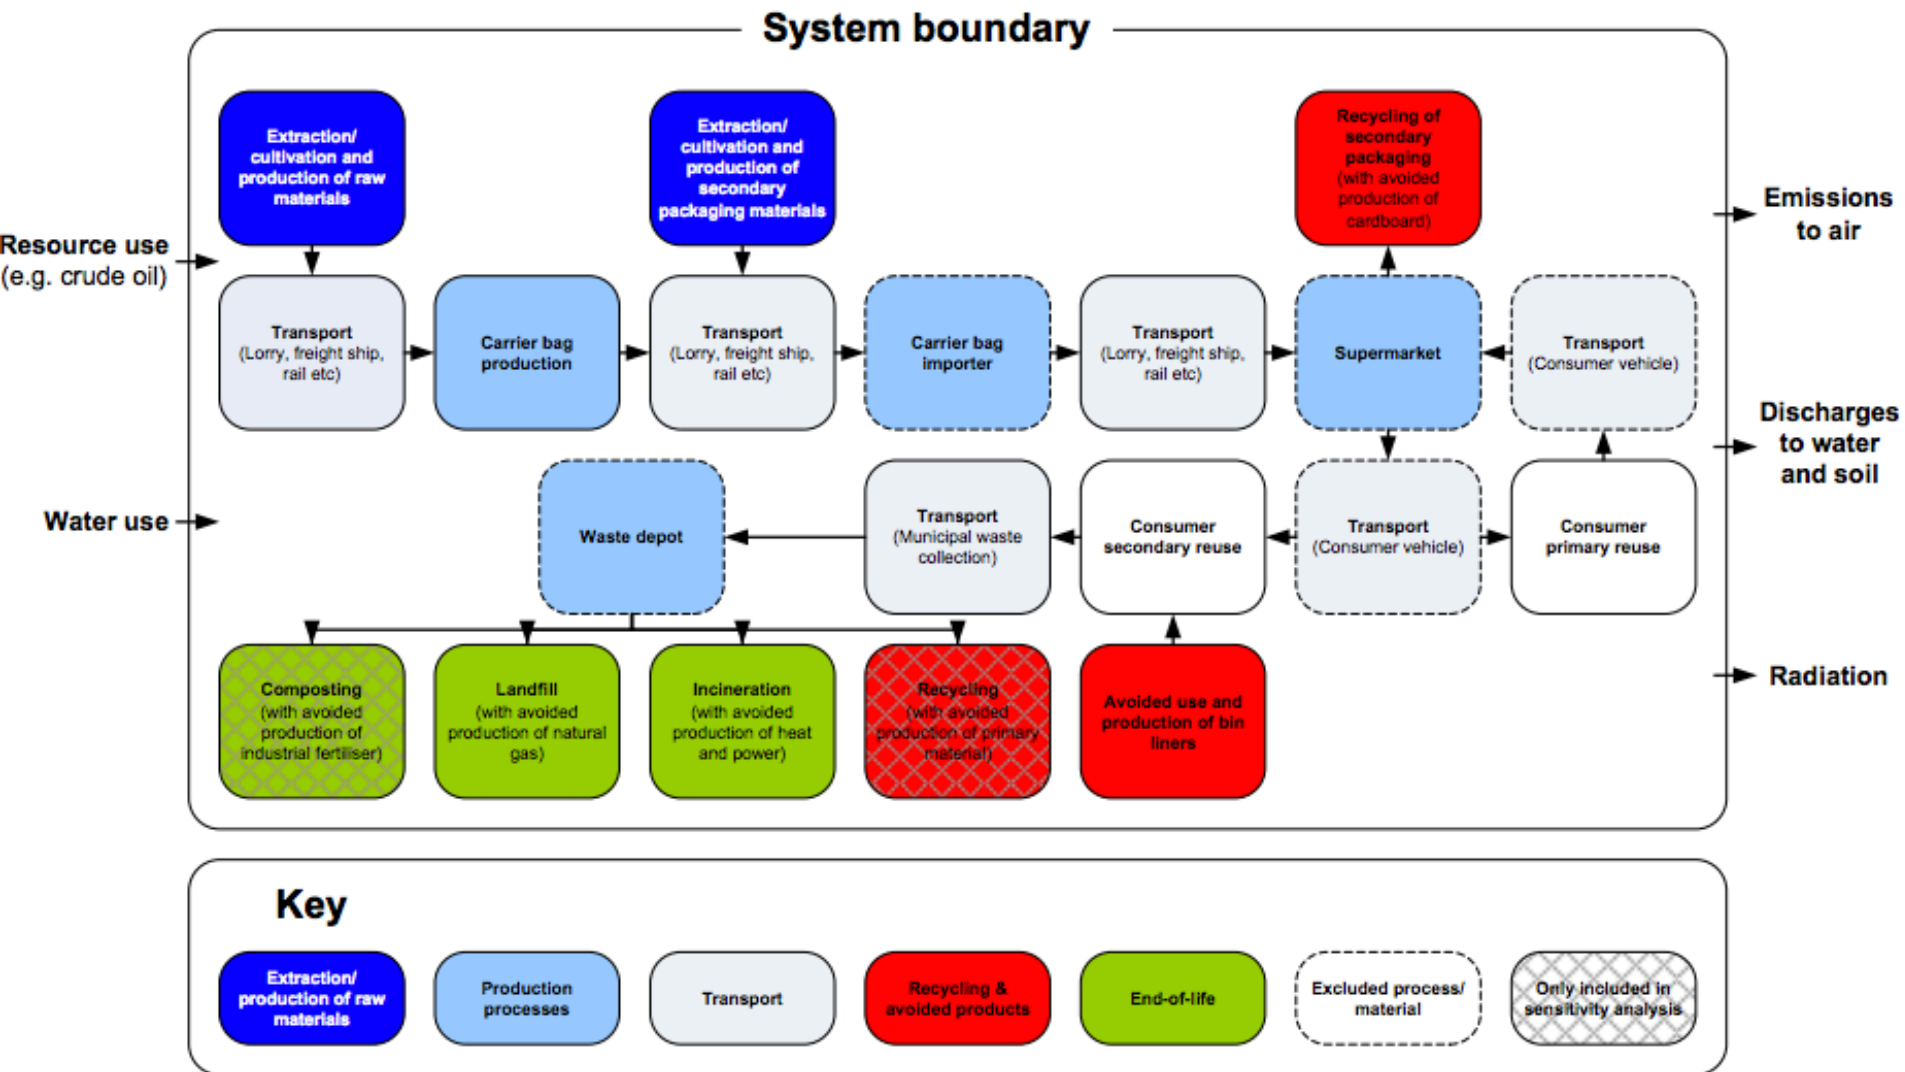 System boundary
Extraction/
cultivation and
production of raw
materials
Extraction/
cultivation and
production of
secondary
packaging materials
Recycling of
secondary
packaging
(with avoided
production of
cardboard)
Resource use
(e.g. crude oil)
Emissions
to air
Transport
(Lorry, freight ship,
rail etc)
Carrier bag
production
Transport
(Lorry, freight ship,
rail etc)
Carrier bag
importer
Transport
(Lorry, freight ship,
rail etc)
Supermarket
Transport
(Consumer vehicle)
Discharges
to water
and soil
Water use
Waste depot
Transport
(Municipal waste
collection)
Consumer
secondary reuse
Transport
(Consumer vehicle)
Consumer
primary reuse
Composting
(with avoided
production of
industrial fertiliser)
Landfill
(with avoided
production of natural
gas)
Incineration
(with avoided
production of heat
and power)
Recycling
(with avoided
production of primary
material)
Avoided use and
production of bin
liners
Radiation
Key
Extraction/
production of raw
materials
Production
processes
Transport
Recycling &
avoided products
End-of-life
Excluded process/
material
Only included in
sensitivity analysis